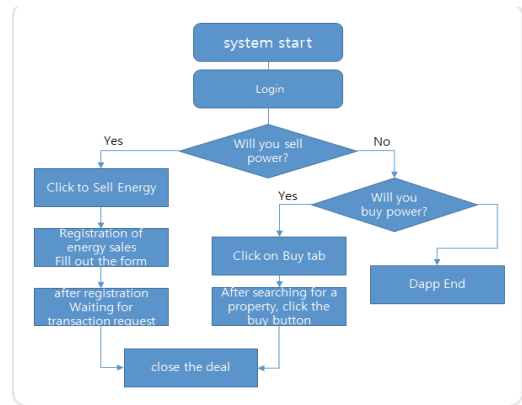 system start
Login
Will you sell
power?
Yes
No
Click to Sell Energy
Will you
buy power?
Yes
Registration of
energy sales
Fill out the form
Click on Buy tab
Dapp End
after registration
Waiting for
transaction request
After searching for a
property, click the
buy button
close the deal